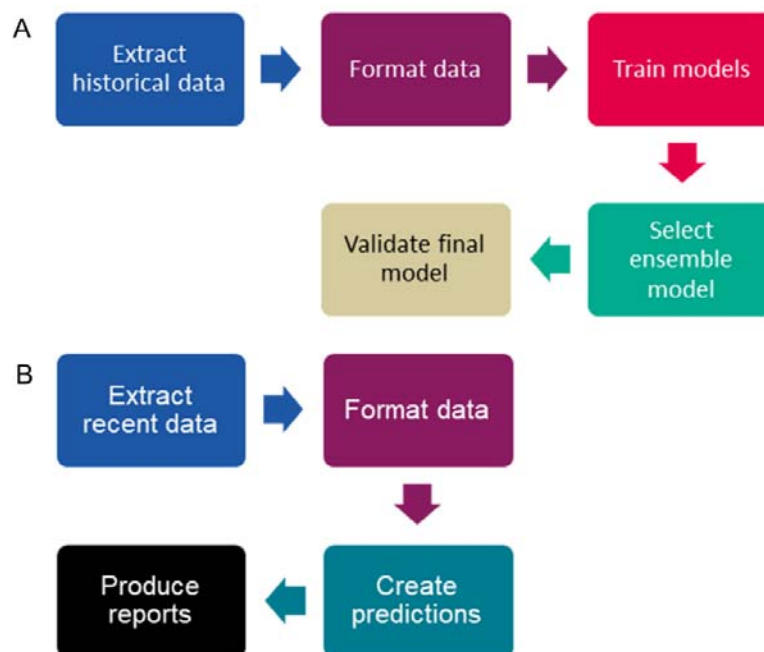 A
Extract
historical data
Format data
Train models
Select
ensemble
model
Validate final
model
B
Extract
recent data
Format data
Create
predictions
Produce
reports